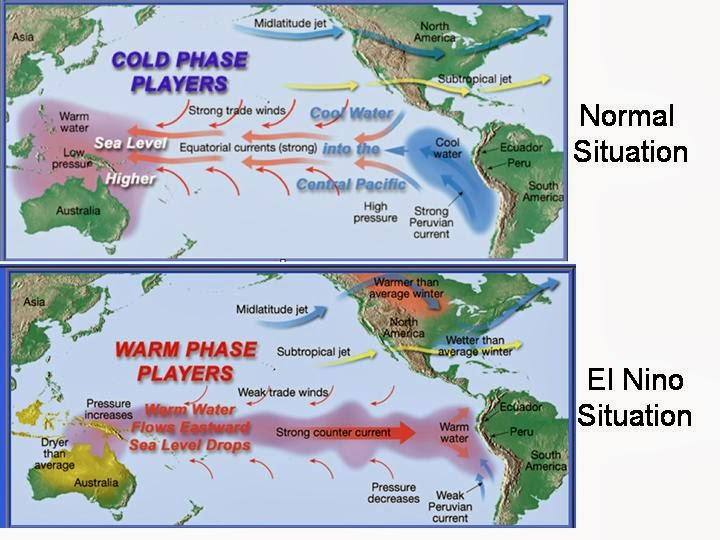 Asia
Midlatitude jet
North
America
COLD PHASE
PLAYERS
Subtropical jet
Strong trade winds
Warm
water
Cool Water
Sea Level
Equatorial currents (strong)
into the
Cool
water
Ecuador
Low
pressure
Peru
Higher
Central Pacific
South
America
Australia
High
pressure
Strong
Peruvian
current
Normal
Situation
Asia
Warmer than
average winter
Midlatitude jet
North
America
WARM PHASE
PLAYERS
Subtropical jet
Wetter than
average winter
Weak trade winds
Pressure
increases
Warm Water
Flows Eastward
Sea Level Drops
Strong counter current
Warm
water
Ecuador
Peru
Dryer
than
average
South
America
Australia
Pressure
decreases
Weak
Peruvian
current
El Nino
Situation